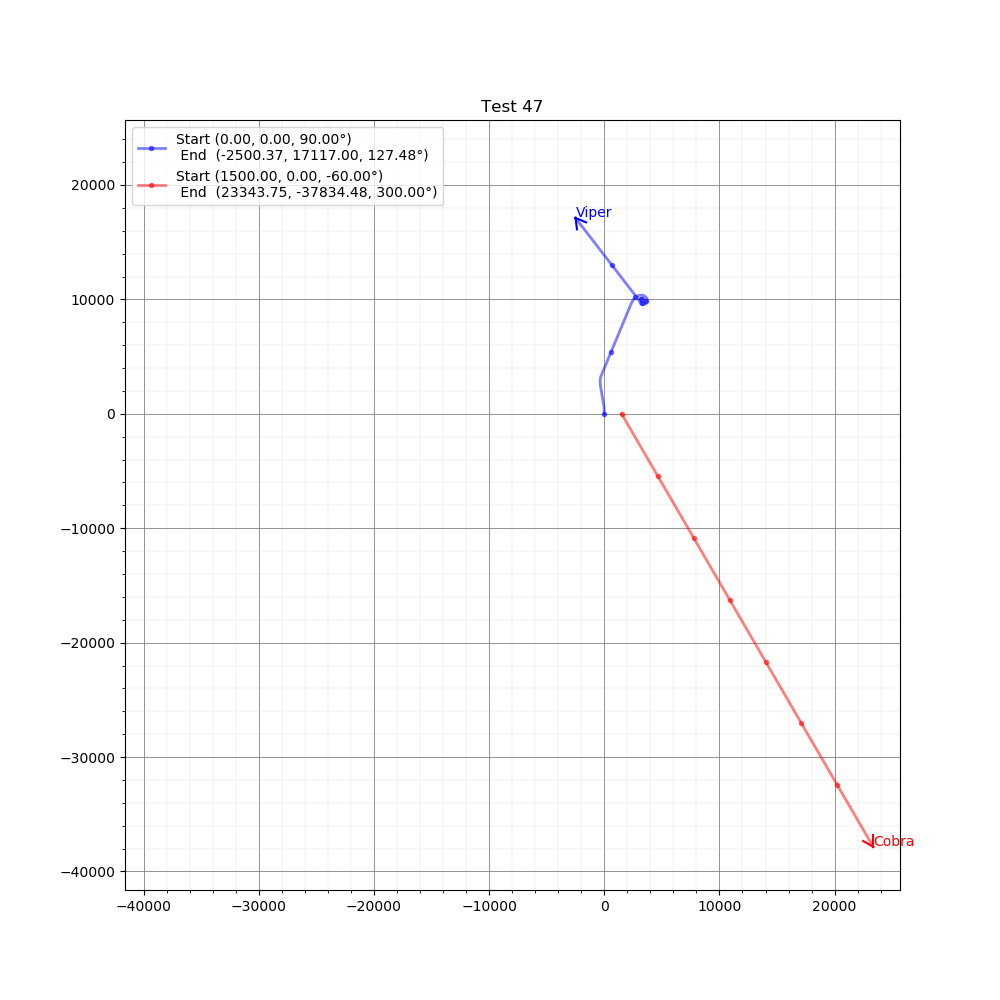 Test 47
Start (0.00, 0.00, 90.00°)
End  (-2500.37, 17117.00, 127.48°)
Start (1500.00, 0.00, -60.00°)
End  (23343.75, -37834.48, 300.00°)
20000
10000
0
−10000
−20000
−30000
−40000
Viper
Cobra
−40000
−30000
−20000
−10000
0
10000
20000